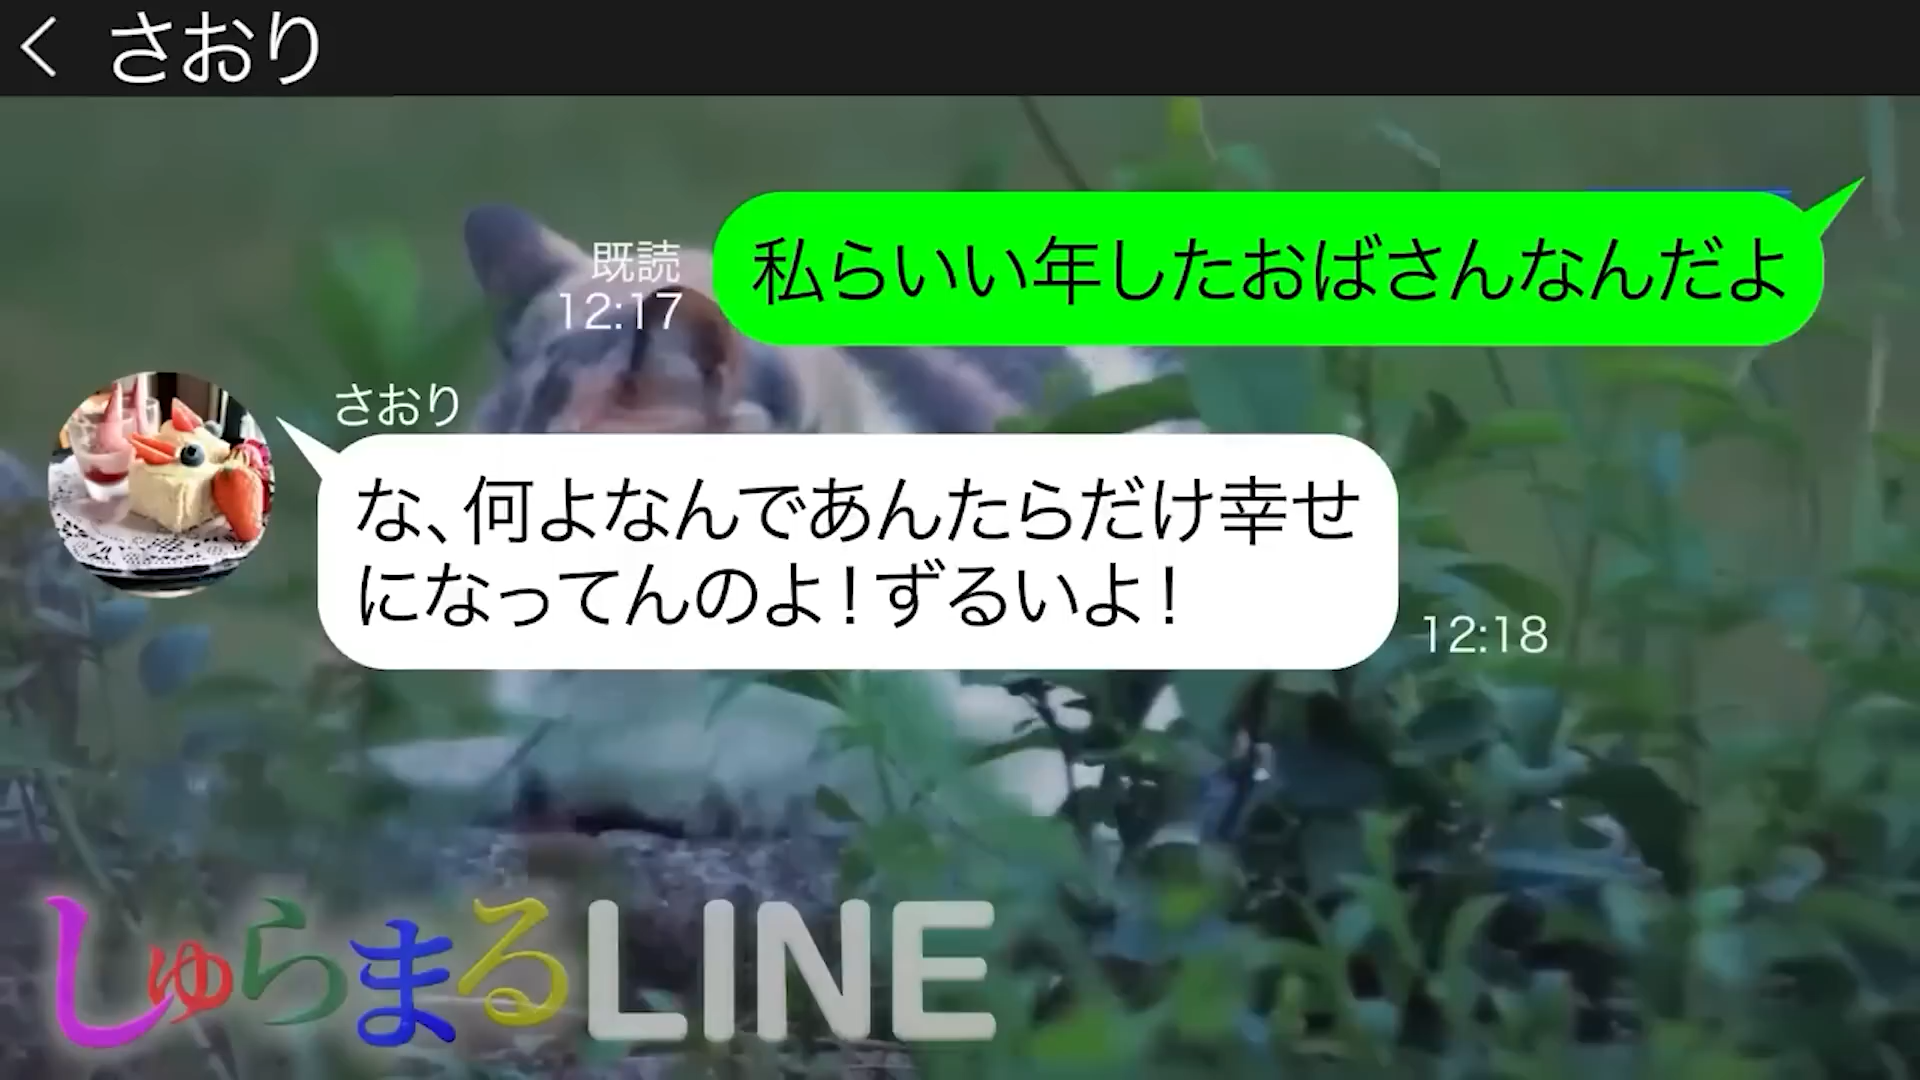 さおり
私らいい年したおばさんなんだよ
既読
12:17
さおり
な、何よなんであんたらだけ幸せ
になってんのよ!ずるいよ!
12:18
しゅらまるLINE